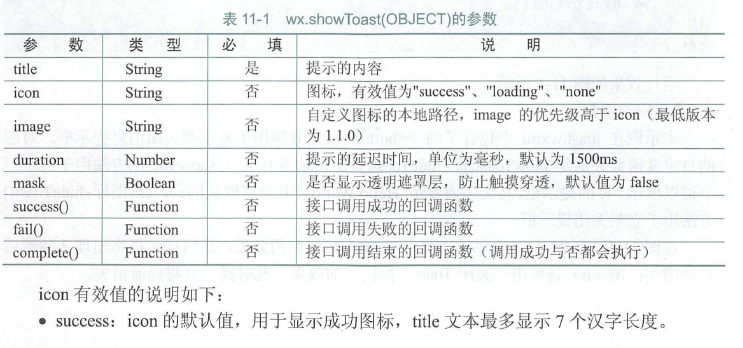 表 11-1 wx.showToast(OBJECT)的参数
参 数 类 型 必 填 说 明
title String 是 提示的内容
icon String 否 图标，有效值为"success"、"loading"、"none"
image String 否 自定义图标的本地路径，image 的优先级高于 icon（最低版本
为 1.1.0）
duration Number 否 提示的延迟时间，单位为毫秒，默认为 1500ms
mask Boolean 否 是否显示透明遮罩层，防止触摸穿透，默认值为 false
success() Function 否 接口调用成功的回调函数
fail() Function 否 接口调用失败的回调函数
complete() Function 否 接口调用结束的回调函数（调用成功与否都会执行）
icon 有效值的说明如下：
● success：icon 的默认值，用于显示成功图标，title 文本最多显示 7 个汉字长度。